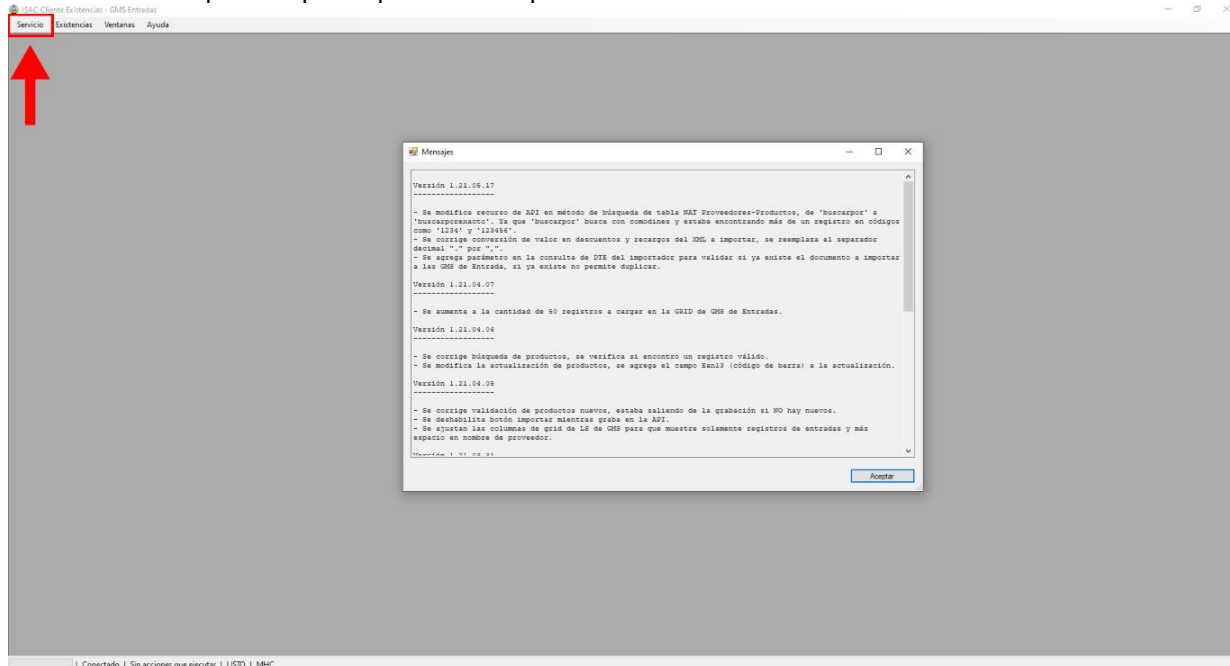 ISAC Cliente Existencias - GMS Entradas
Servicio Existencias Ventanas Ayuda
Mensajes
Versión 1.21.05.17
------------------
- Se modifica recurso de API en método de búsqueda de tabla NAT Proveedores-Productos, de 'buscarpor' a
'buscarporexacto'. Ya que 'buscarpor' busca con comodines y estaba encontrando más de un registro en códigos
como '1234' y '123456'.
- Se corrige conversión de valor en descuentos y recargos del XML a importar, se reemplaza el separador
decimal "." por ",".
- Se agrega parámetro en la consulta de DTE del importador para validar si ya existe el documento a importar
a las GMS de Entrada, si ya existe no permite duplicar.
Versión 1.21.04.07
------------------
- Se aumenta a la cantidad de 50 registros a cargar en la GRID de GMS de Entradas.
Versión 1.21.04.06
------------------
- Se corrige búsqueda de productos, se verifica si encontro un registro válido.
- Se modifica la actualización de productos, se agrega el campo Ean13 (código de barra) a la actualización.
Versión 1.21.04.05
------------------
- Se corrige validación de productos nuevos, estaba saliendo de la grabación si NO hay nuevos.
- Se deshabilita botón importar mientras graba en la API.
- Se ajustan las columnas de grid de LS de GMS para que muestre solamente registros de entradas y más
espacio en nombre de proveedor.
Versión 1.21.03.31
Aceptar
| Conectado | Sin acciones que ejecutar | LISTO | MHC